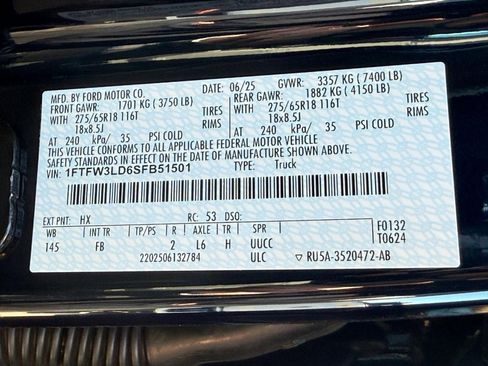 MFD. BY FORD MOTOR CO. 06/25 GVWR: 3357 KG (7400 LB)
FRONT GAWR: 1701 KG (3750 LB) REAR GAWR: 1882 KG (4150 LB)
WITH 275/65R18 116T TIRES WITH 275/65R18 116T TIRES
18x8.5J RIMS 18x8.5J RIMS
AT 240 kPa/ 35 PSI COLD AT 240 kPa/ 35 PSI COLD
THIS VEHICLE CONFORMS TO ALL APPLICABLE FEDERAL MOTOR VEHICLE
SAFETY STANDARDS IN EFFECT ON THE DATE OF MANUFACTURE SHOWN ABOVE.
VIN: 1FTFW3LD6SFB51501 TYPE: Truck
EXT PNT: HX RC: 53 DSO:
WB INT TR TP/PS R AXLE TR SPR F0132
145 FB 2 L6 H UUCC T0624
2202506132784 ULC ▽ RU5A-3520472-AB